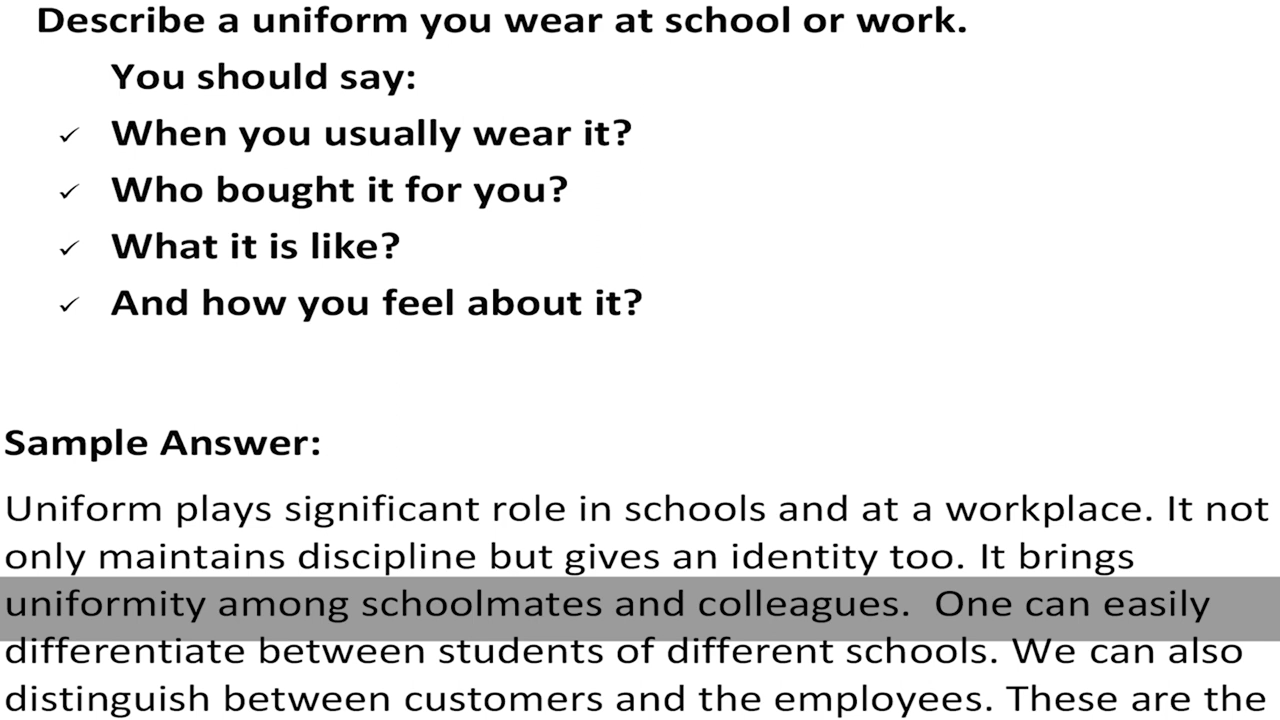 Describe a uniform you wear at school or work.
You should say:
✓ When you usually wear it?
✓ Who bought it for you?
✓ What it is like?
✓ And how you feel about it?
Sample Answer:
Uniform plays significant role in schools and at a workplace. It not
only maintains discipline but gives an identity too. It brings
uniformity among schoolmates and colleagues.  One can easily
differentiate between students of different schools. We can also
distinguish between customers and the employees. These are the